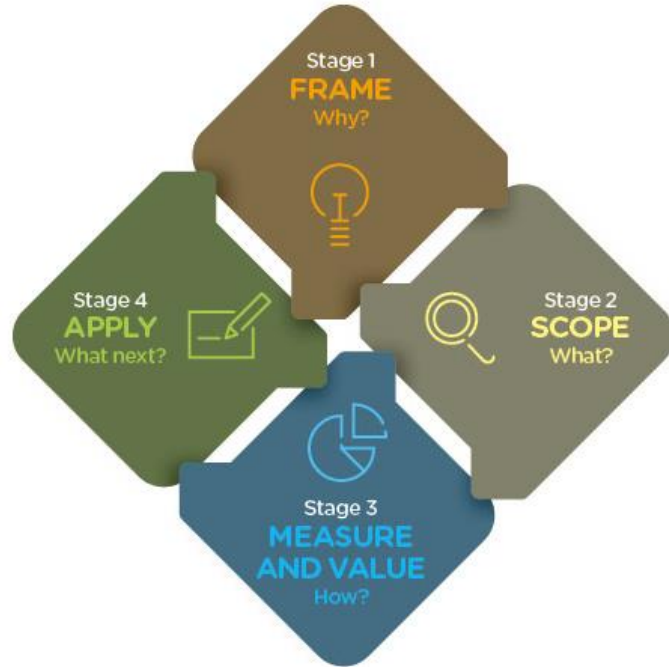 Stage 1
FRAME
Why?
Stage 2
SCOPE
What?
Stage 3
MEASURE
AND VALUE
How?
Stage 4
APPLY
What next?